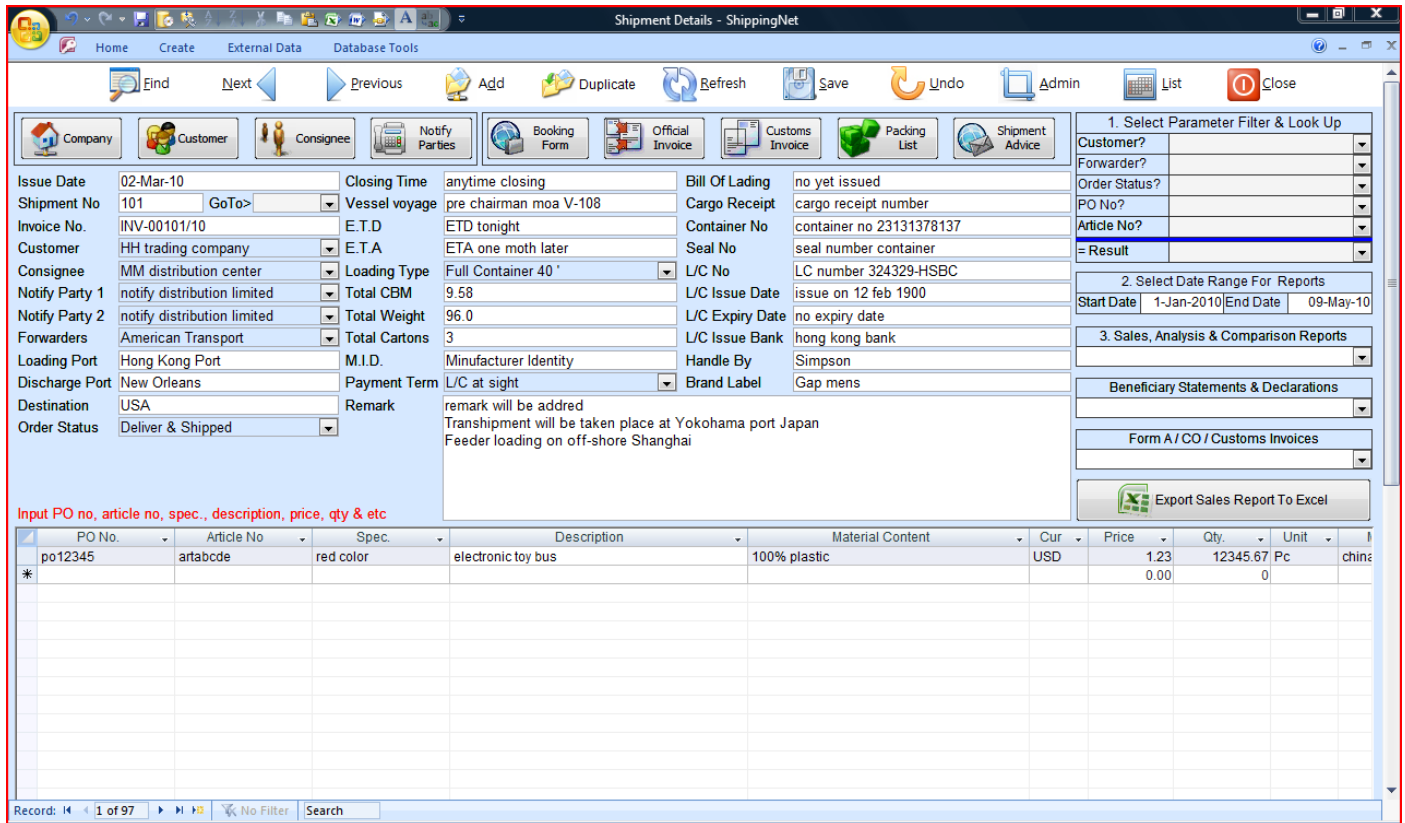 Shipment Details - ShippingNet
Home Create External Data Database Tools
Find Next Previous Add Duplicate Refresh Save Undo Admin List Close
Company Customer Consignee Notify Parties Booking Form Official Invoice Customs Invoice Packing List Shipment Advice
1. Select Parameter Filter & Look Up
Customer?
Forwarder?
Order Status?
PO No?
Article No?
= Result
2. Select Date Range For Reports
Start Date 1-Jan-2010 End Date 09-May-10
3. Sales, Analysis & Comparison Reports
Beneficiary Statements & Declarations
Form A / CO / Customs Invoices
Export Sales Report To Excel
Issue Date 02-Mar-10 Closing Time anytime closing Bill Of Lading no yet issued
Shipment No 101 GoTo> Vessel voyage pre chairman moa V-108 Cargo Receipt cargo receipt number
Invoice No. INV-00101/10 E.T.D ETD tonight Container No container no 23131378137
Customer HH trading company E.T.A ETA one moth later Seal No seal number container
Consignee MM distribution center Loading Type Full Container 40 ' L/C No LC number 324329-HSBC
Notify Party 1 notify distribution limited Total CBM 9.58 L/C Issue Date issue on 12 feb 1900
Notify Party 2 notify distribution limited Total Weight 96.0 L/C Expiry Date no expiry date
Forwarders American Transport Total Cartons 3 L/C Issue Bank hong kong bank
Loading Port Hong Kong Port M.I.D. Minufacturer Identity Handle By Simpson
Discharge Port New Orleans Payment Term L/C at sight Brand Label Gap mens
Destination USA Remark remark will be addred
Transhipment will be taken place at Yokohama port Japan
Order Status Deliver & Shipped
Feeder loading on off-shore Shanghai
Input PO no, article no, spec., description, price, qty & etc
PO No. Article No Spec. Description Material Content Cur Price Qty. Unit
po12345 artabcde red color electronic toy bus 100% plastic USD 1.23 12345.67 Pc china
0.00 0
Record: 1 of 97 No Filter Search